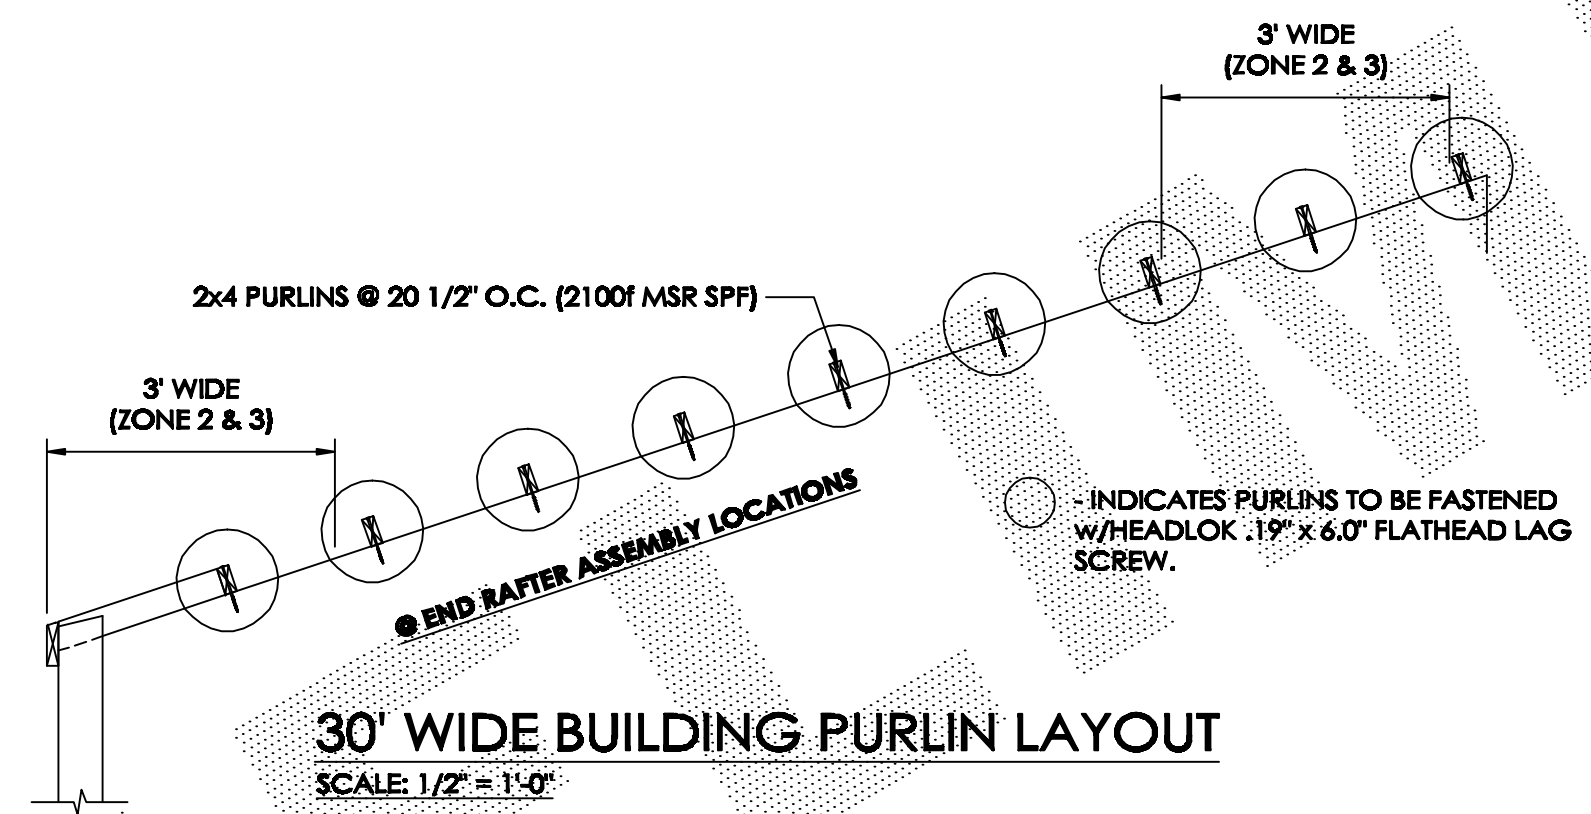 3' WIDE
(ZONE 2 & 3)
2x4 PURLINS @ 20 1/2" O.C. (2100f MSR SPF)
3' WIDE
(ZONE 2 & 3)
@ END RAFTER ASSEMBLY LOCATIONS
- INDICATES PURLINS TO BE FASTENED
w/HEADLOK .19" x 6.0" FLATHEAD LAG
SCREW.
30' WIDE BUILDING PURLIN LAYOUT
SCALE: 1/2" = 1'-0"